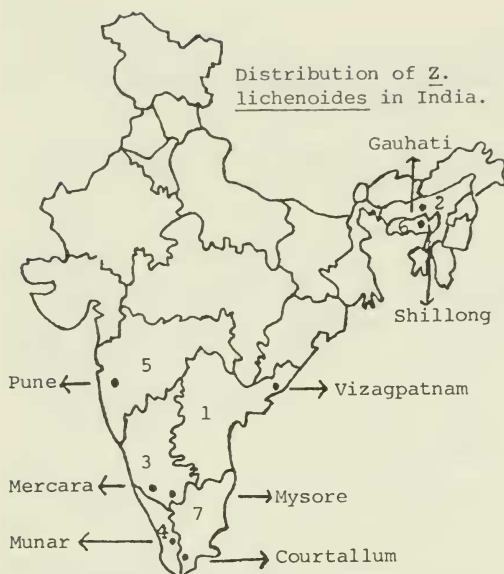 Distribution of Z.
lichenoides in India.
Gauhati
2
6
Shillong
5
Pune
Vizagpatnam
1
3
Mercara
Mysore
7
Munar
4
Courtallum